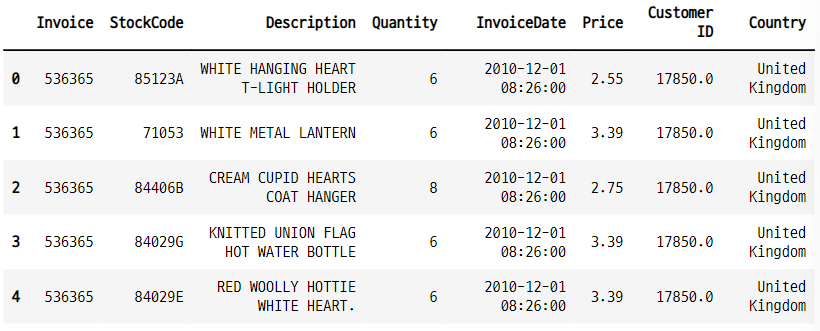 Invoice StockCode Description Quantity InvoiceDate Price Customer ID Country
0 536365 85123A WHITE HANGING HEART T-LIGHT HOLDER 6 2010-12-01 08:26:00 2.55 17850.0 United Kingdom
1 536365 71053 WHITE METAL LANTERN 6 2010-12-01 08:26:00 3.39 17850.0 United Kingdom
2 536365 84406B CREAM CUPID HEARTS COAT HANGER 8 2010-12-01 08:26:00 2.75 17850.0 United Kingdom
3 536365 84029G KNITTED UNION FLAG HOT WATER BOTTLE 6 2010-12-01 08:26:00 3.39 17850.0 United Kingdom
4 536365 84029E RED WOOLLY HOTTIE WHITE HEART. 6 2010-12-01 08:26:00 3.39 17850.0 United Kingdom